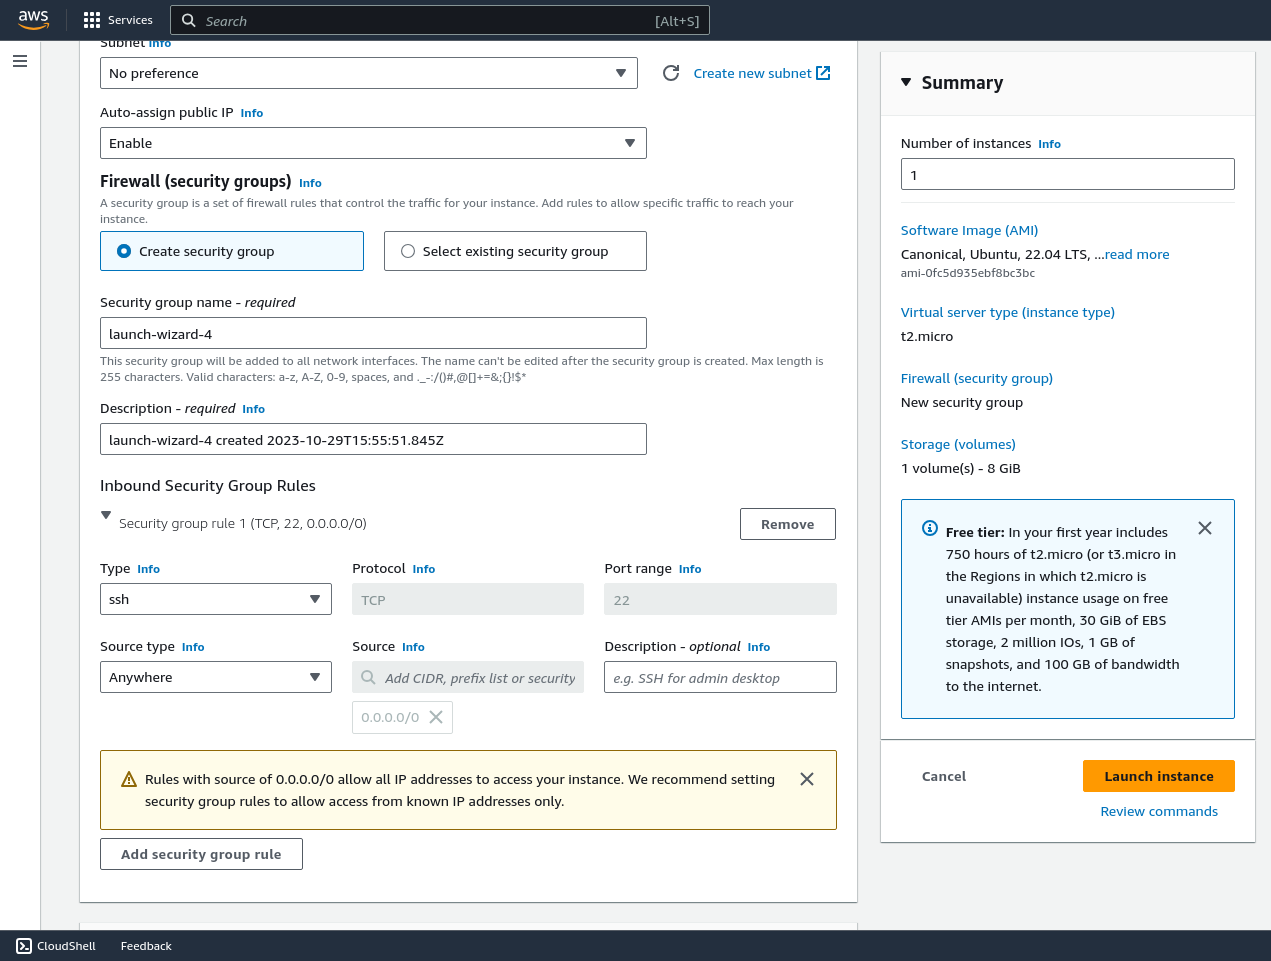 aws
Services
Search
[Alt+S]
Subnet Info
No preference
Create new subnet
Auto-assign public IP Info
Enable
Firewall (security groups) Info
A security group is a set of firewall rules that control the traffic for your instance. Add rules to allow specific traffic to reach your
instance.
Create security group
Select existing security group
Security group name - required
launch-wizard-4
This security group will be added to all network interfaces. The name can't be edited after the security group is created. Max length is
255 characters. Valid characters: a-z, A-Z, 0-9, spaces, and ._-:/()#,@[]+=&;{}!$*
Description - required Info
launch-wizard-4 created 2023-10-29T15:55:51.845Z
Inbound Security Group Rules
Security group rule 1 (TCP, 22, 0.0.0.0/0)
Remove
Type Info
Protocol Info
Port range Info
ssh
TCP
22
Source type Info
Source Info
Description - optional Info
Anywhere
Add CIDR, prefix list or security
e.g. SSH for admin desktop
0.0.0.0/0
Rules with source of 0.0.0.0/0 allow all IP addresses to access your instance. We recommend setting
security group rules to allow access from known IP addresses only.
Add security group rule
Summary
Number of instances Info
1
Software Image (AMI)
Canonical, Ubuntu, 22.04 LTS, ...read more
ami-0fc5d935ebf8bc3bc
Virtual server type (instance type)
t2.micro
Firewall (security group)
New security group
Storage (volumes)
1 volume(s) - 8 GiB
Free tier: In your first year includes
750 hours of t2.micro (or t3.micro in
the Regions in which t2.micro is
unavailable) instance usage on free
tier AMIs per month, 30 GiB of EBS
storage, 2 million IOs, 1 GB of
snapshots, and 100 GB of bandwidth
to the internet.
Cancel
Launch instance
Review commands
CloudShell
Feedback